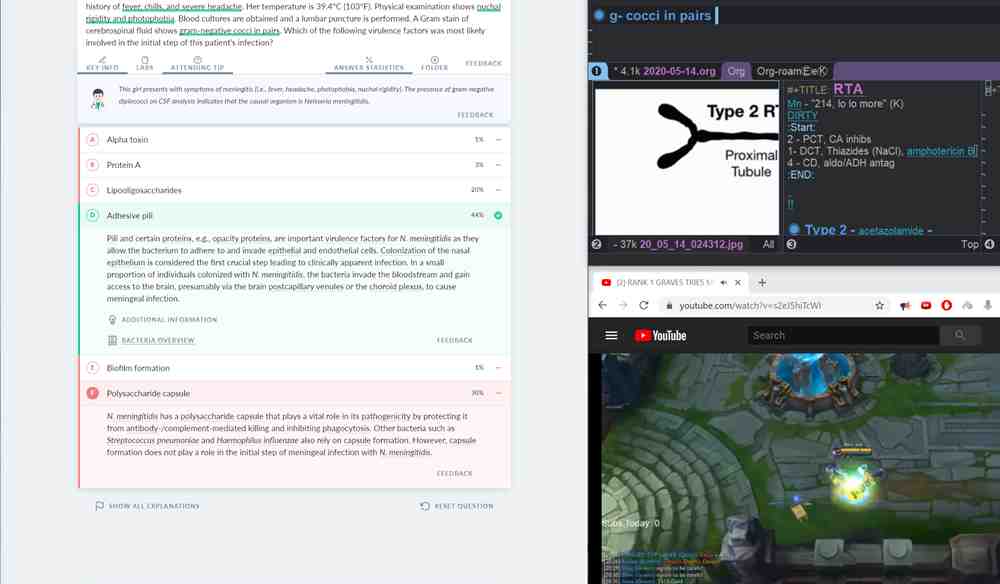 history of fever, chills, and severe headache. Her temperature is 39.4°C (103°F). Physical examination shows nuchal
rigidity and photophobia. Blood cultures are obtained and a lumbar puncture is performed. A Gram stain of
cerebrospinal fluid shows gram-negative cocci in pairs. Which of the following virulence factors was most likely
involved in the initial step of this patient's infection?
KEY INFO LABS ATTENDING TIP ANSWER STATISTICS FOLDER FEEDBACK
This girl presents with symptoms of meningitis (i.e., fever, headache, photophobia, nuchal rigidity). The presence of gram-negative
diplococci on CSF analysis indicates that the causal organism is Neisseria meningitidis.
FEEDBACK
A Alpha toxin 1% –
B Protein A 3% –
C Lipooligosaccharides 20% –
D Adhesive pili 44%
Pili and certain proteins, e.g., opacity proteins, are important virulence factors for N. meningitidis as they
allow the bacterium to adhere to and invade epithelial and endothelial cells. Colonization of the nasal
epithelium is considered the first crucial step leading to clinically apparent infection. In a small
proportion of individuals colonized with N. meningitidis, the bacteria invade the bloodstream and gain
access to the brain, presumably via the brain postcapillary venules or the choroid plexus, to cause
meningeal infection.
ADDITIONAL INFORMATION
BACTERIA OVERVIEW FEEDBACK
E Biofilm formation 1% –
F Polysaccharide capsule 30% –
N. meningitidis has a polysaccharide capsule that plays a vital role in its pathogenicity by protecting it
from antibody-/complement-mediated killing and inhibiting phagocytosis. Other bacteria such as
Streptococcus pneumoniae and Haemophilus influenzae also rely on capsule formation. However, capsule
formation does not play a role in the initial step of meningeal infection with N. meningitidis.
FEEDBACK
SHOW ALL EXPLANATIONS RESET QUESTION
g- cocci in pairs
1 * 4.1k 2020-05-14.org Org Org-roam
Type 2 RT
Proximal
Tubule
#+TITLE: RTA
Mn - "214, lo lo more" (K)
DIRTY
:Start:
2 - PCT, CA inhibs
1- DCT, Thiazides (NaCl), amphotericin B
4 - CD, aldo/ADH antag
:END:
!!
Type 2 - acetazolamide -
2 - 37k 20_05_14_024312.jpg All 3 Top 4
(2) RANK 1 GRAVES TRIES
youtube.com/watch?v=s2eJ5hiTcWI
YouTube Search
Subs Today: 0